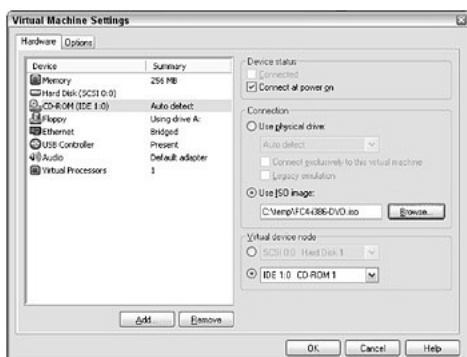 Virtual Machine Settings
Hardware Options
Device Summary
Memory 256 MB
Hard Disk (SCSI 0:0)
CD-ROM (IDE 1:0) Auto detect
Floppy Using drive A:
Ethernet Bridged
USB Controller Present
Audio Default adapter
Virtual Processors 1
Add... Remove
Device status
Connected
Connect at power on
Connection
Use physical drive:
Auto detect
Connect exclusively to this virtual machine
Legacy emulation
Use ISO image:
C:\temp\FC4-i386-DVD.iso Browse...
Virtual device node
SCSI 0:0 Hard Disk 1
IDE 1:0 CD-ROM 1
OK Cancel Help